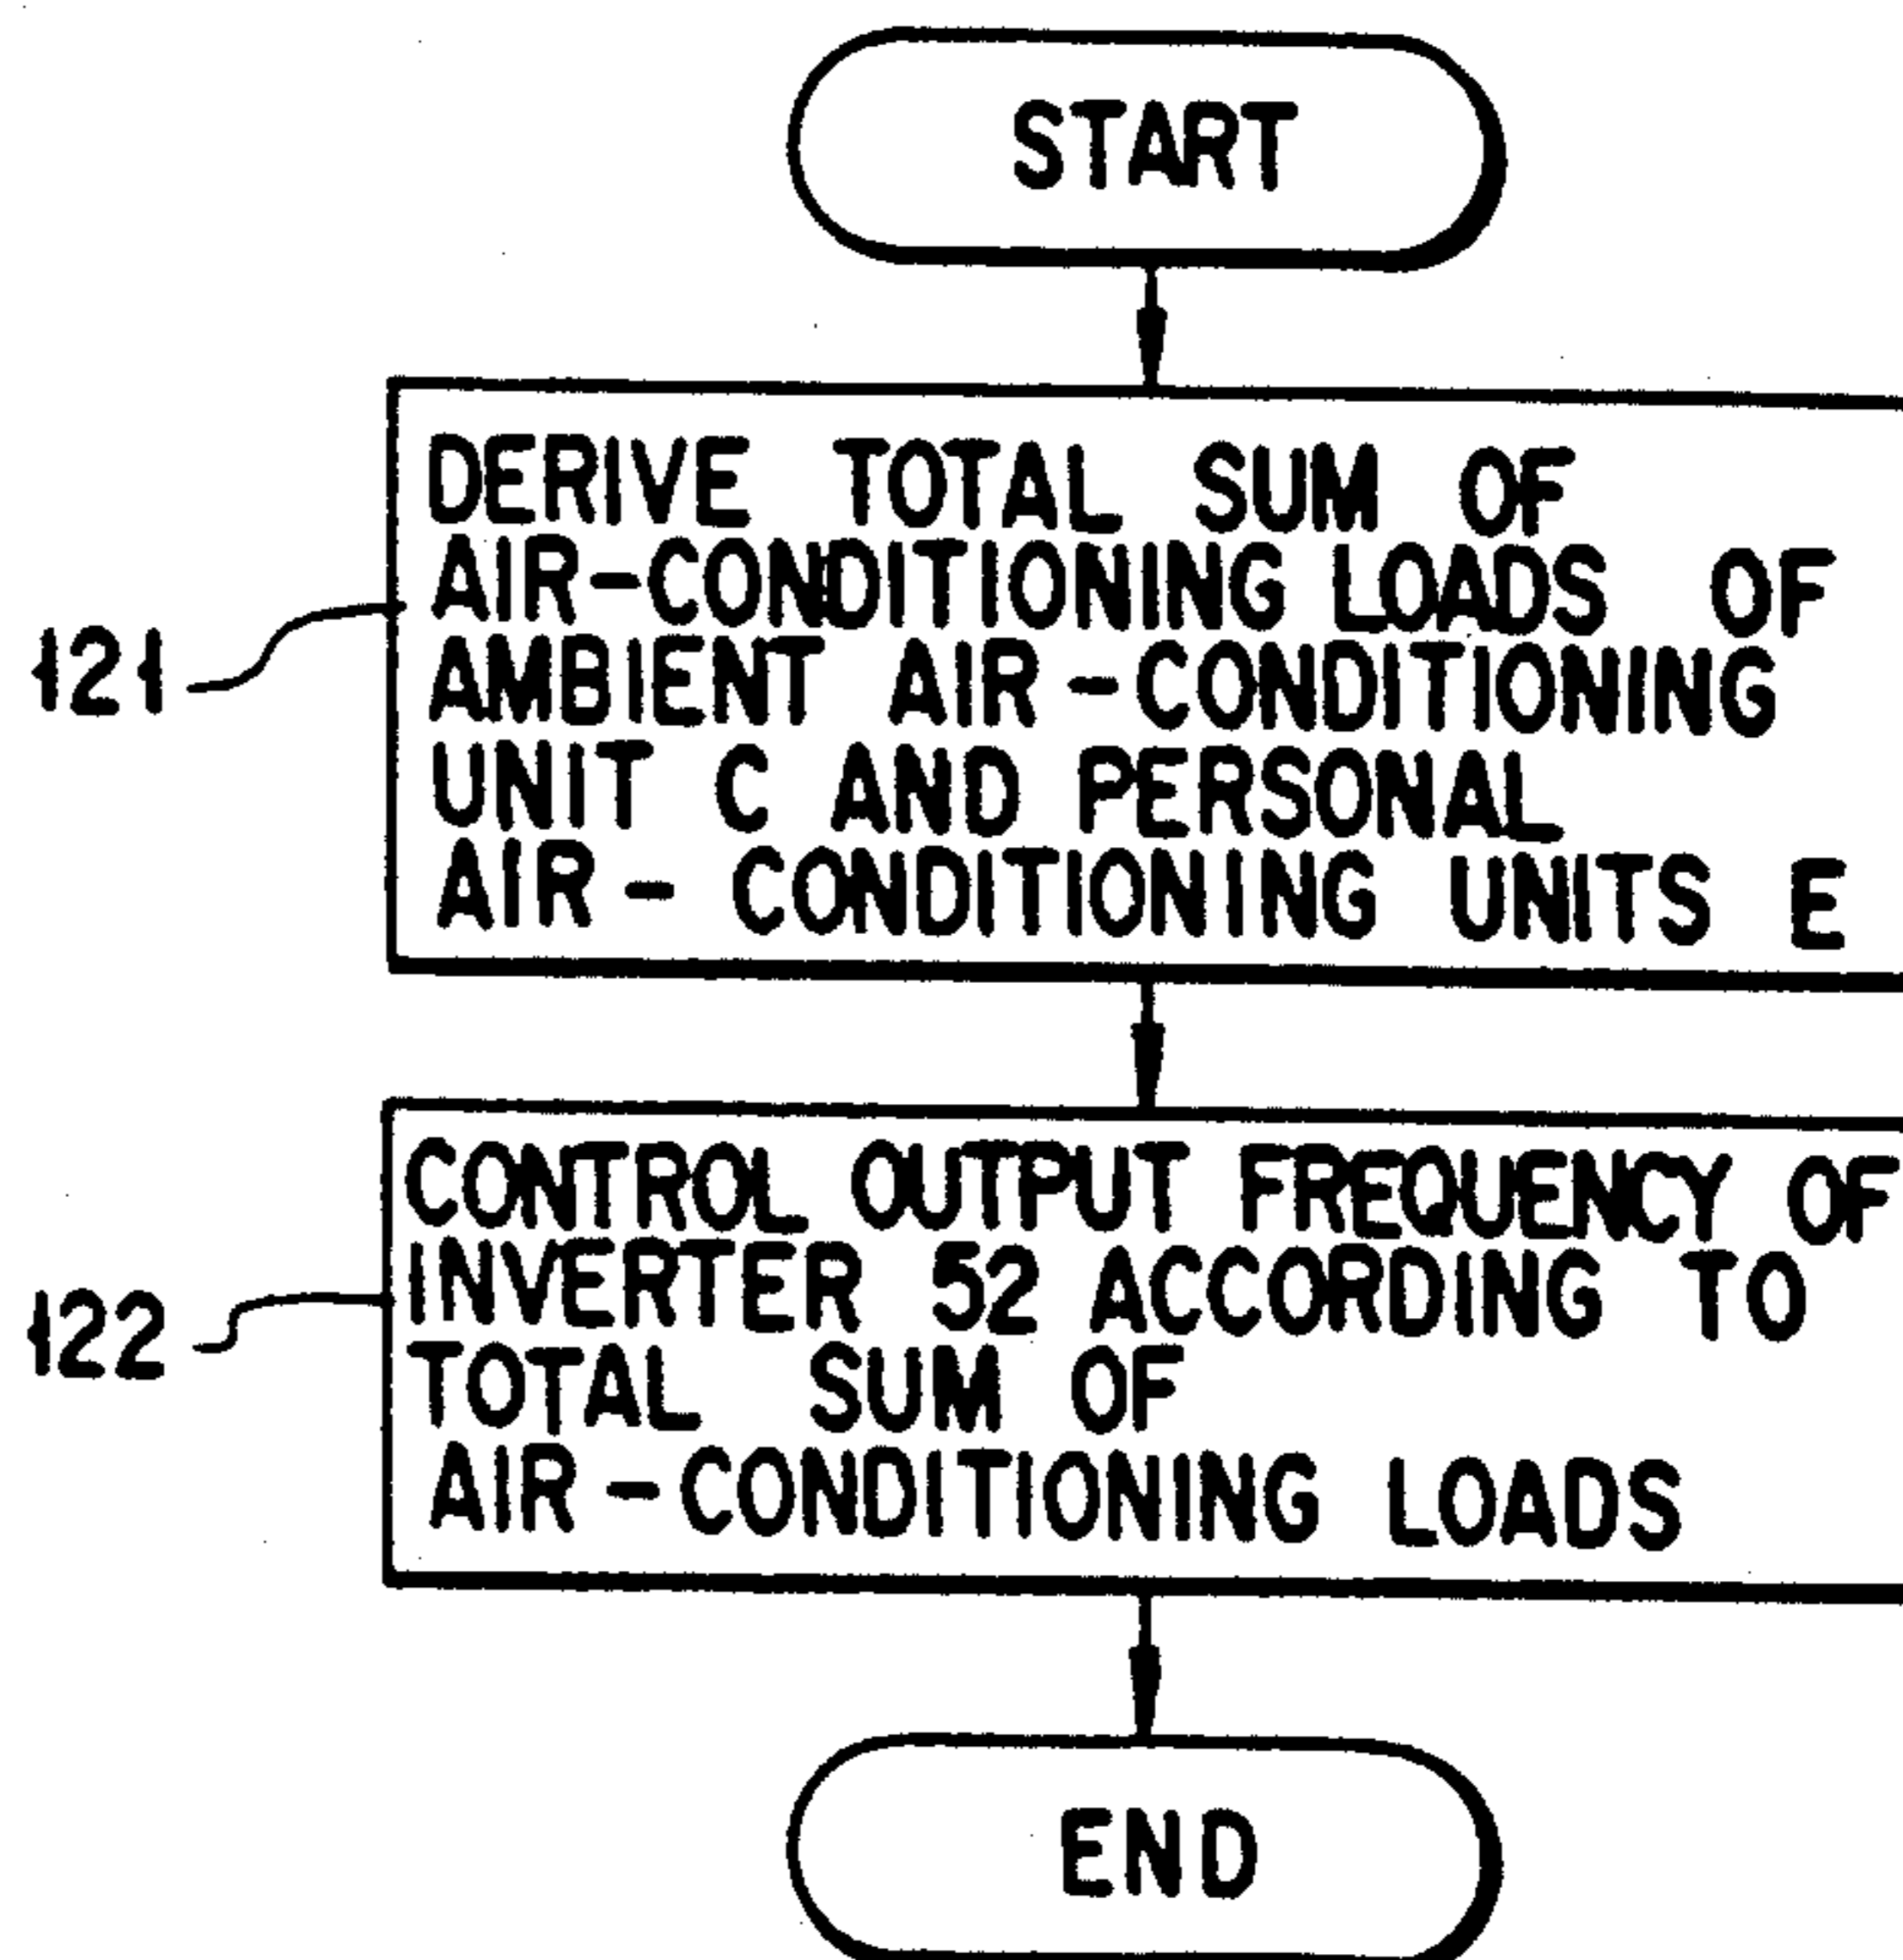 START
DERIVE TOTAL SUM OF
AIR-CONDITIONING LOADS OF
AMBIENT AIR-CONDITIONING
UNIT C AND PERSONAL
AIR- CONDITIONING UNITS E
121
CONTROL OUTPUT FREQUENCY OF
INVERTER 52 ACCORDING TO
TOTAL SUM OF
AIR-CONDITIONING LOADS
122
END